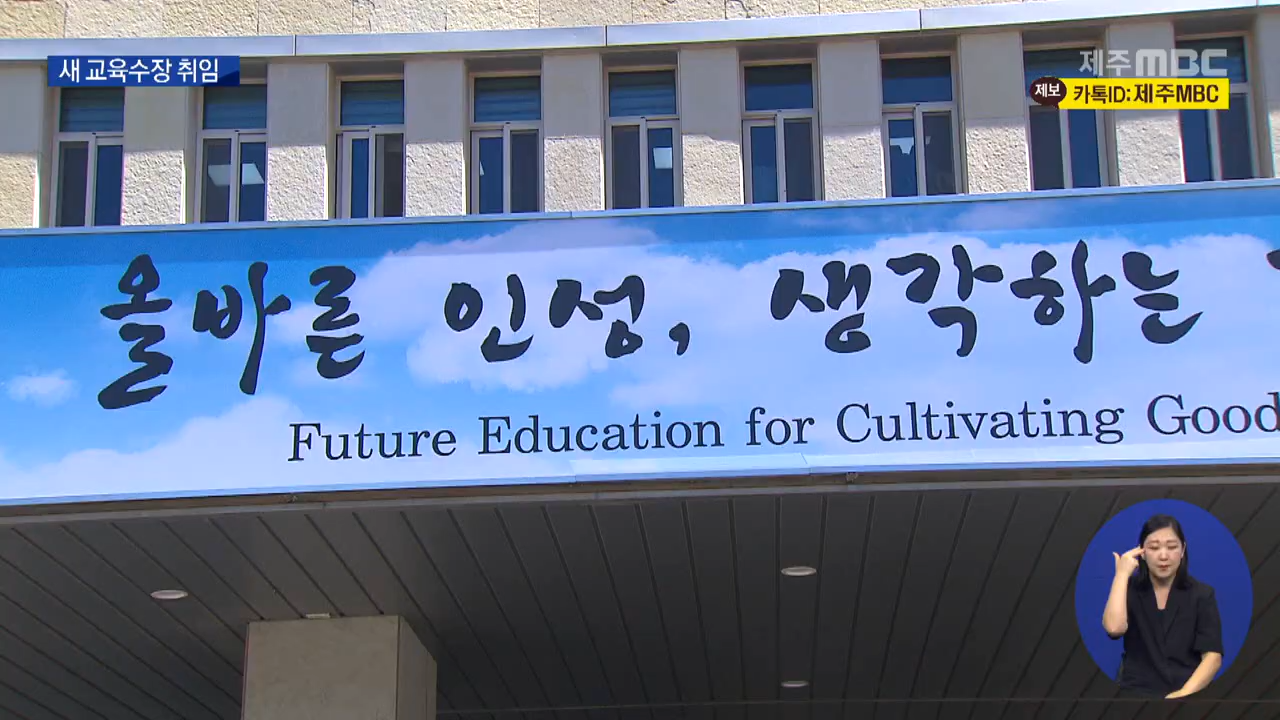 새 교육수장 취임
제주MBC
제보 카톡ID:제주MBC
올바른 인성, 생각하는
Future Education for Cultivating Good